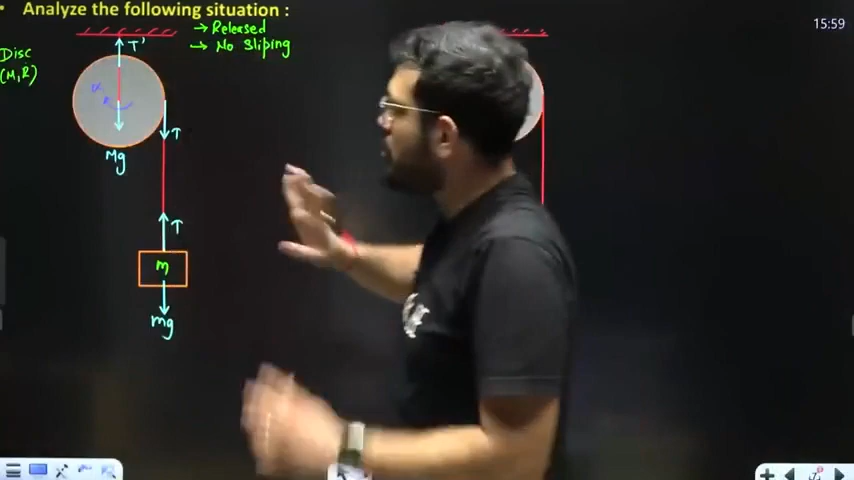 • Analyze the following situation :
→ Released
→ No Sliping
15:59
Disc
(M,R)
T'
α
T
Mg
T
m
mg